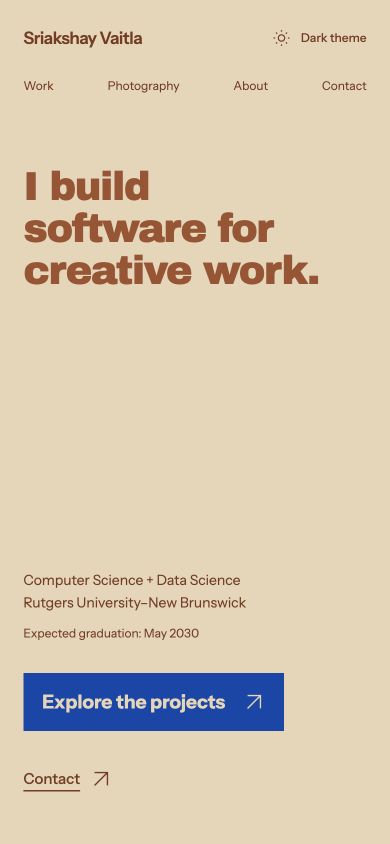 Sriakshay Vaitla
Dark theme
Work
Photography
About
Contact
I build
software for
creative work.
Computer Science + Data Science
Rutgers University–New Brunswick
Expected graduation: May 2030
Explore the projects
Contact